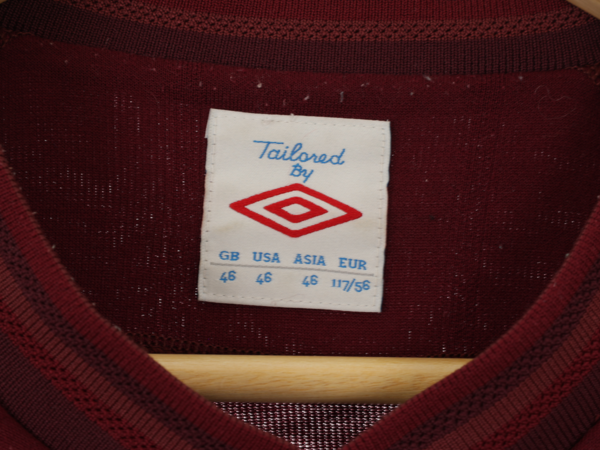 Tailored
By
GB USA ASIA EUR
46 46 46 117/56